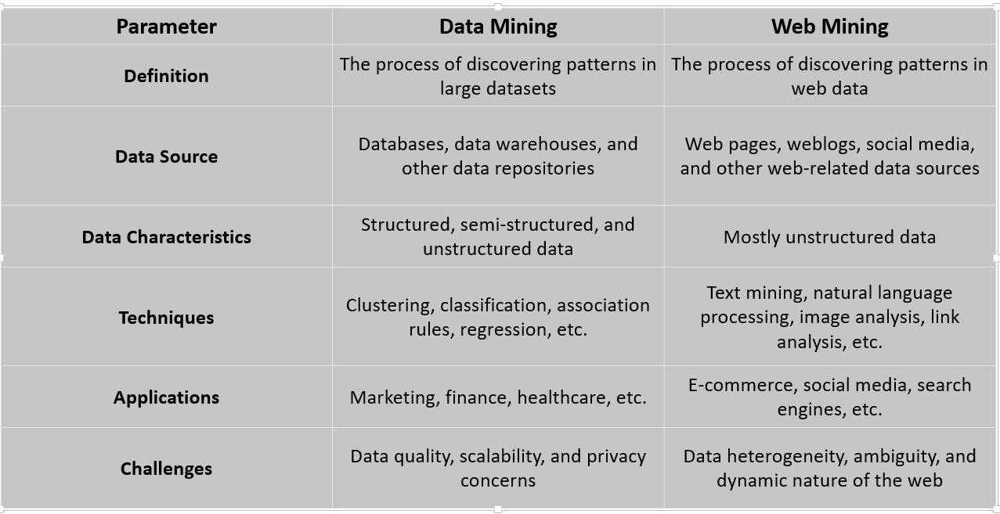 Parameter
Data Mining
Web Mining
Definition
The process of discovering patterns in
large datasets
The process of discovering patterns in
web data
Data Source
Databases, data warehouses, and
other data repositories
Web pages, weblogs, social media,
and other web-related data sources
Data Characteristics
Structured, semi-structured, and
unstructured data
Mostly unstructured data
Techniques
Clustering, classification, association
rules, regression, etc.
Text mining, natural language
processing, image analysis, link
analysis, etc.
Applications
Marketing, finance, healthcare, etc.
E-commerce, social media, search
engines, etc.
Challenges
Data quality, scalability, and privacy
concerns
Data heterogeneity, ambiguity, and
dynamic nature of the web